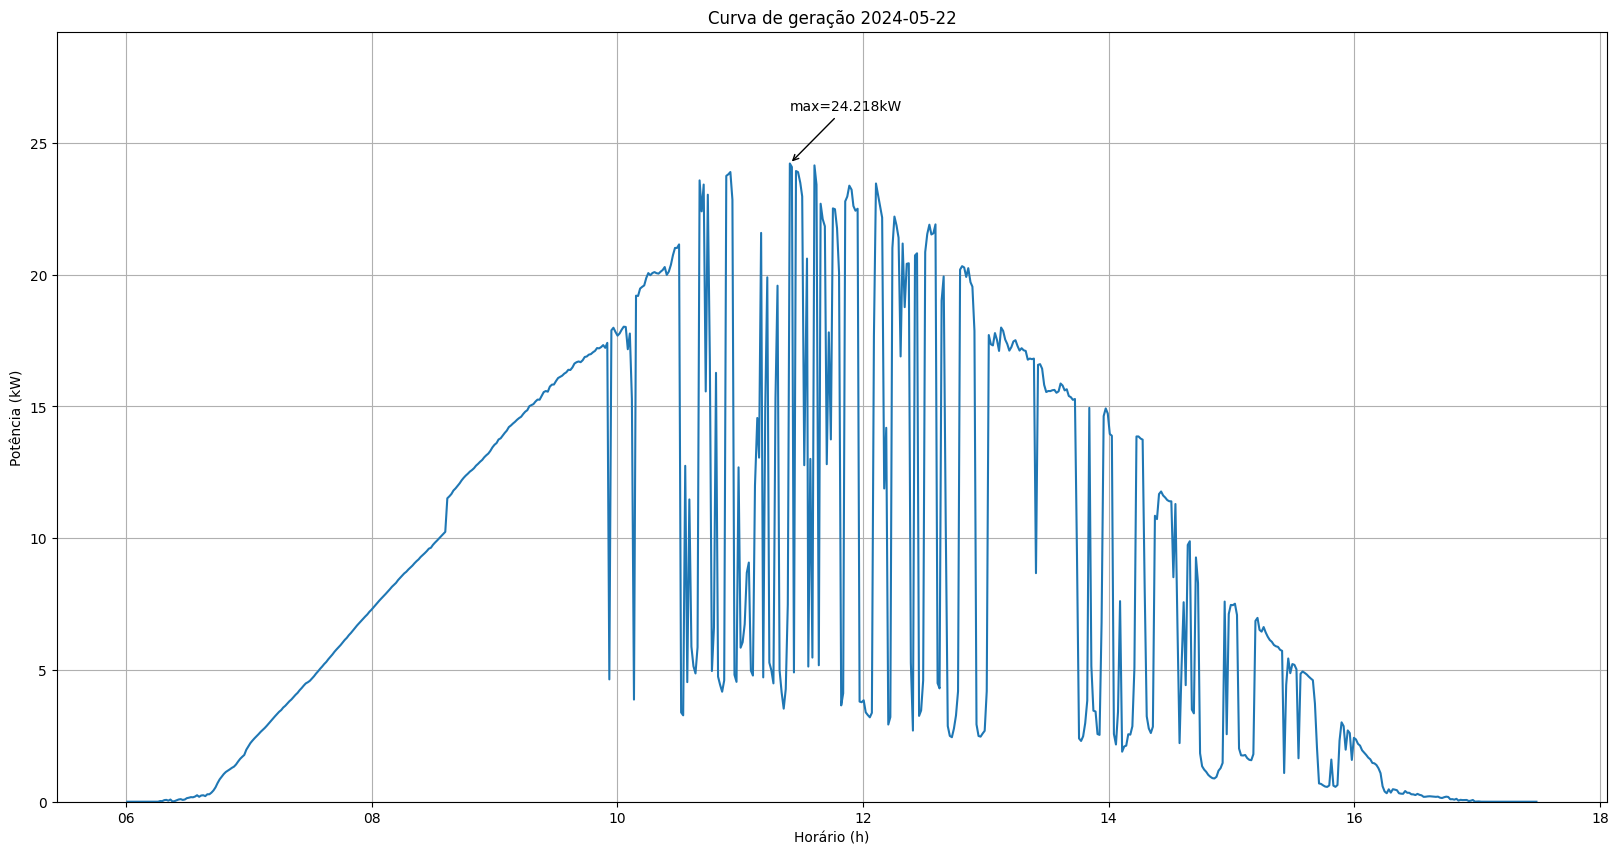 Curva de geração 2024-05-22
max=24.218kW
Potência (kW)
25
20
15
10
5
0
06 08 10 12 14 16 18
Horário (h)